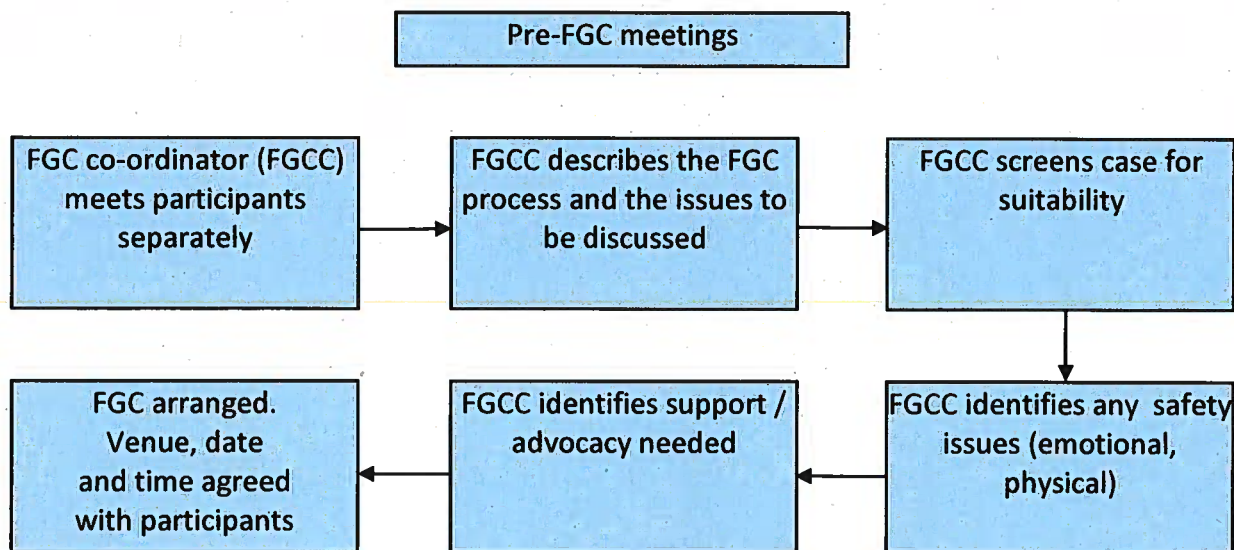 Pre-FGC meetings
FGC co-ordinator (FGCC)
meets participants
separately
FGCC describes the FGC
process and the issues to
be discussed
FGCC screens case for
suitability
FGCC identifies any safety
issues (emotional,
physical)
FGCC identifies support /
advocacy needed
FGC arranged.
Venue, date
and time agreed
with participants